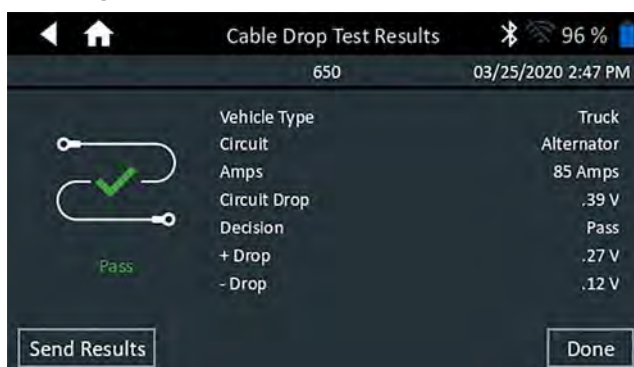 Cable Drop Test Results 96 %
650 03/25/2020 2:47 PM
Vehicle Type Truck
Circuit Alternator
Amps 85 Amps
Circuit Drop .39 V
Decision Pass
+ Drop .27 V
- Drop .12 V
Pass
Send Results Done